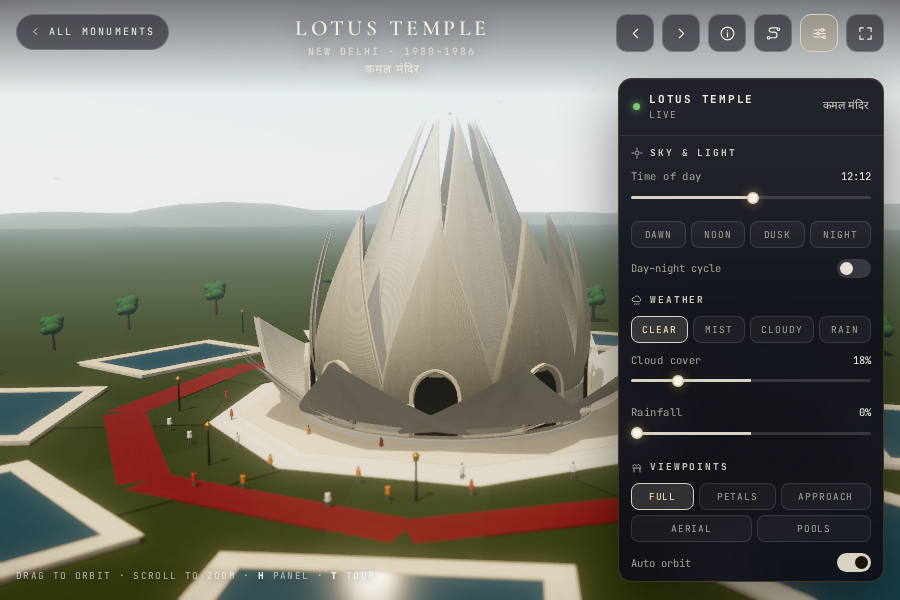 ALL MONUMENTS
LOTUS TEMPLE
NEW DELHI · 1980–1986
कमल मंदिर
LOTUS TEMPLE
LIVE
कमल मंदिर
SKY & LIGHT
Time of day 12:12
DAWN NOON DUSK NIGHT
Day–night cycle
WEATHER
CLEAR MIST CLOUDY RAIN
Cloud cover 18%
Rainfall 0%
VIEWPOINTS
FULL PETALS APPROACH
AERIAL POOLS
Auto orbit
DRAG TO ORBIT · SCROLL TO ZOOM · H PANEL · T TOUR